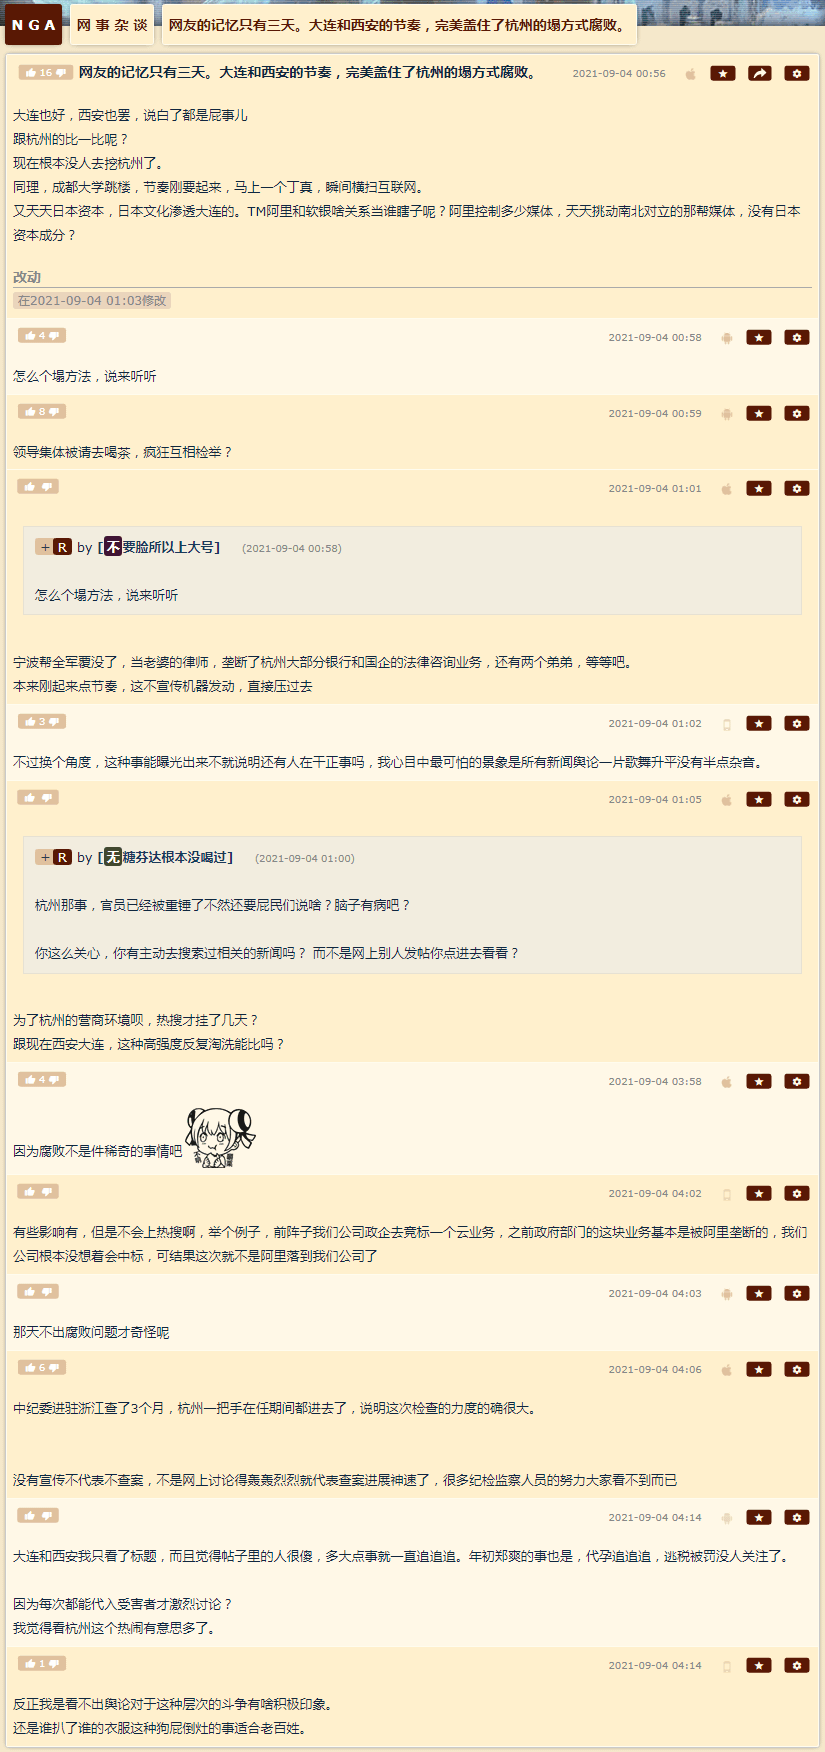 NGA 网事杂谈 网友的记忆只有三天。大连和西安的节奏，完美盖住了杭州的塌方式腐败。
16 网友的记忆只有三天。大连和西安的节奏，完美盖住了杭州的塌方式腐败。 2021-09-04 00:56
大连也好，西安也罢，说白了都是屁事儿
跟杭州的比一比呢？
现在根本没人去挖杭州了。
同理，成都大学跳楼，节奏刚要起来，马上一个丁真，瞬间横扫互联网。
又天天日本资本，日本文化渗透大连的。TM阿里和软银啥关系当谁瞎子呢？阿里控制多少媒体，天天挑动南北对立的那帮媒体，没有日本
资本成分？
改动
在2021-09-04 01:03修改
4 2021-09-04 00:58
怎么个塌方法，说来听听
8 2021-09-04 00:59
领导集体被请去喝茶，疯狂互相检举？
2021-09-04 01:01
+ R by [不要脸所以上大号] (2021-09-04 00:58)
怎么个塌方法，说来听听
宁波帮全军覆没了，当老婆的律师，垄断了杭州大部分银行和国企的法律咨询业务，还有两个弟弟，等等吧。
本来刚起来点节奏，这不宣传机器发动，直接压过去
3 2021-09-04 01:02
不过换个角度，这种事能曝光出来不就说明还有人在干正事吗，我心目中最可怕的景象是所有新闻舆论一片歌舞升平没有半点杂音。
2021-09-04 01:05
+ R by [无糖芬达根本没喝过] (2021-09-04 01:00)
杭州那事，官员已经被重锤了不然还要屁民们说啥？脑子有病吧？
你这么关心，你有主动去搜索过相关的新闻吗？ 而不是网上别人发帖你点进去看看？
为了杭州的营商环境呗，热搜才挂了几天？
跟现在西安大连，这种高强度反复淘洗能比吗？
4 2021-09-04 03:58
因为腐败不是件稀奇的事情吧
2021-09-04 04:02
有些影响有，但是不会上热搜啊，举个例子，前阵子我们公司政企去竞标一个云业务，之前政府部门的这块业务基本是被阿里垄断的，我们
公司根本没想着会中标，可结果这次就不是阿里落到我们公司了
2021-09-04 04:03
那天不出腐败问题才奇怪呢
6 2021-09-04 04:06
中纪委进驻浙江查了3个月，杭州一把手在任期间都进去了，说明这次检查的力度的确很大。
没有宣传不代表不查案，不是网上讨论得轰轰烈烈就代表查案进展神速了，很多纪检监察人员的努力大家看不到而已
2021-09-04 04:14
大连和西安我只看了标题，而且觉得帖子里的人很傻，多大点事就一直追追追。年初郑爽的事也是，代孕追追追，逃税被罚没人关注了。
因为每次都能代入受害者才激烈讨论？
我觉得看杭州这个热闹有意思多了。
1 2021-09-04 04:14
反正我是看不出舆论对于这种层次的斗争有啥积极印象。
还是谁扒了谁的衣服这种狗屁倒灶的事适合老百姓。